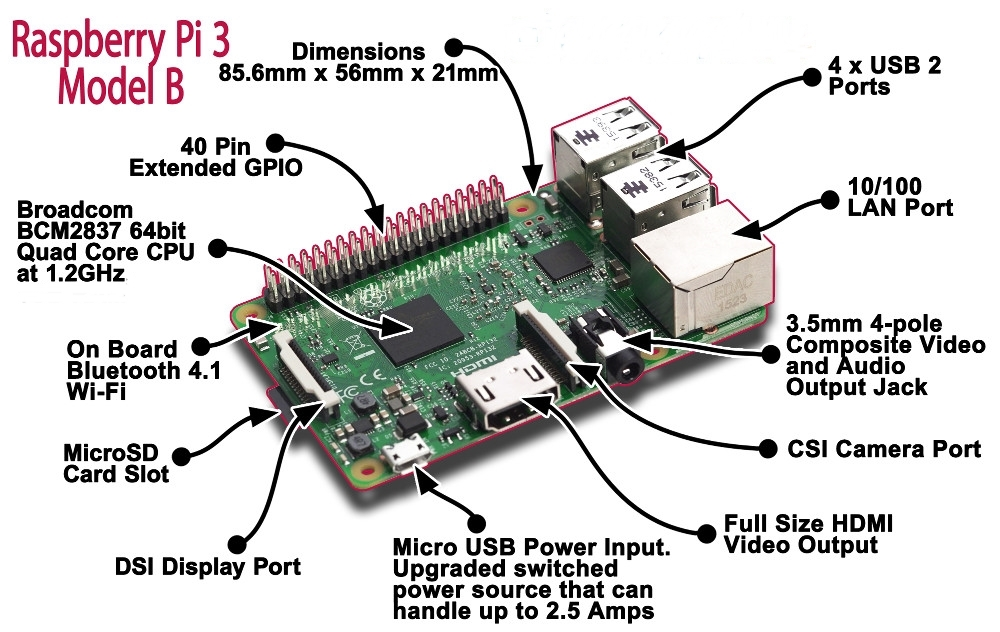 Raspberry Pi 3
Model B
Dimensions
85.6mm x 56mm x 21mm
4 x USB 2
Ports
40 Pin
Extended GPIO
10/100
LAN Port
Broadcom
BCM2837 64bit
Quad Core CPU
at 1.2GHz
On Board
Bluetooth 4.1
Wi-Fi
3.5mm 4-pole
Composite Video
and Audio
Output Jack
MicroSD
Card Slot
CSI Camera Port
DSI Display Port
Micro USB Power Input.
Upgraded switched
power source that can
handle up to 2.5 Amps
Full Size HDMI
Video Output
EDAC
1523
HDMI